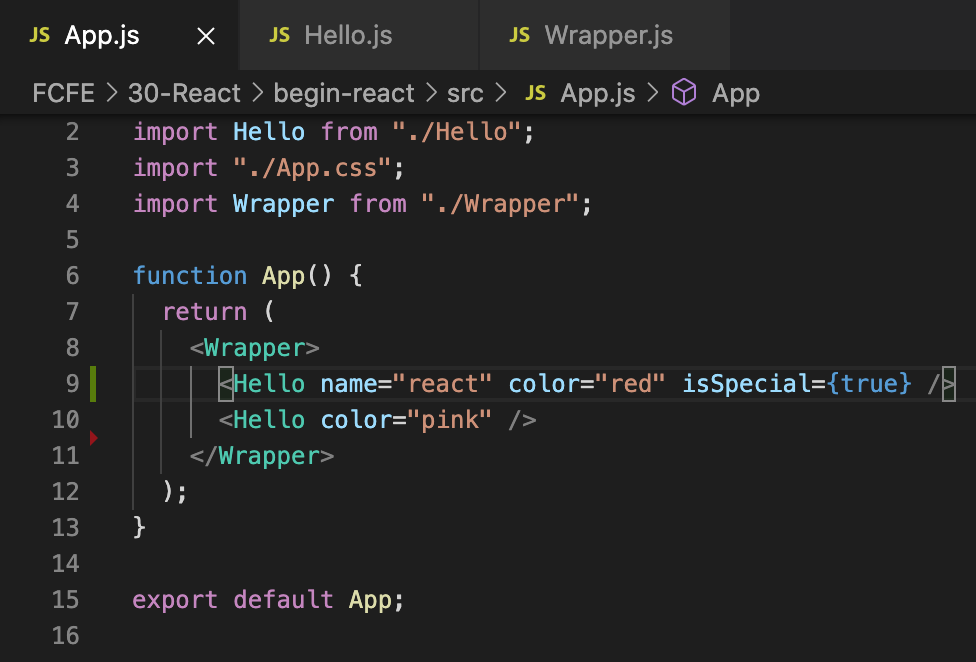 JS App.js × JS Hello.js JS Wrapper.js
FCFE > 30-React > begin-react > src > JS App.js > App
2 import Hello from "./Hello";
3 import "./App.css";
4 import Wrapper from "./Wrapper";
5
6 function App() {
7 return (
8 <Wrapper>
9 <Hello name="react" color="red" isSpecial={true} />
10 <Hello color="pink" />
11 </Wrapper>
12 );
13 }
14
15 export default App;
16